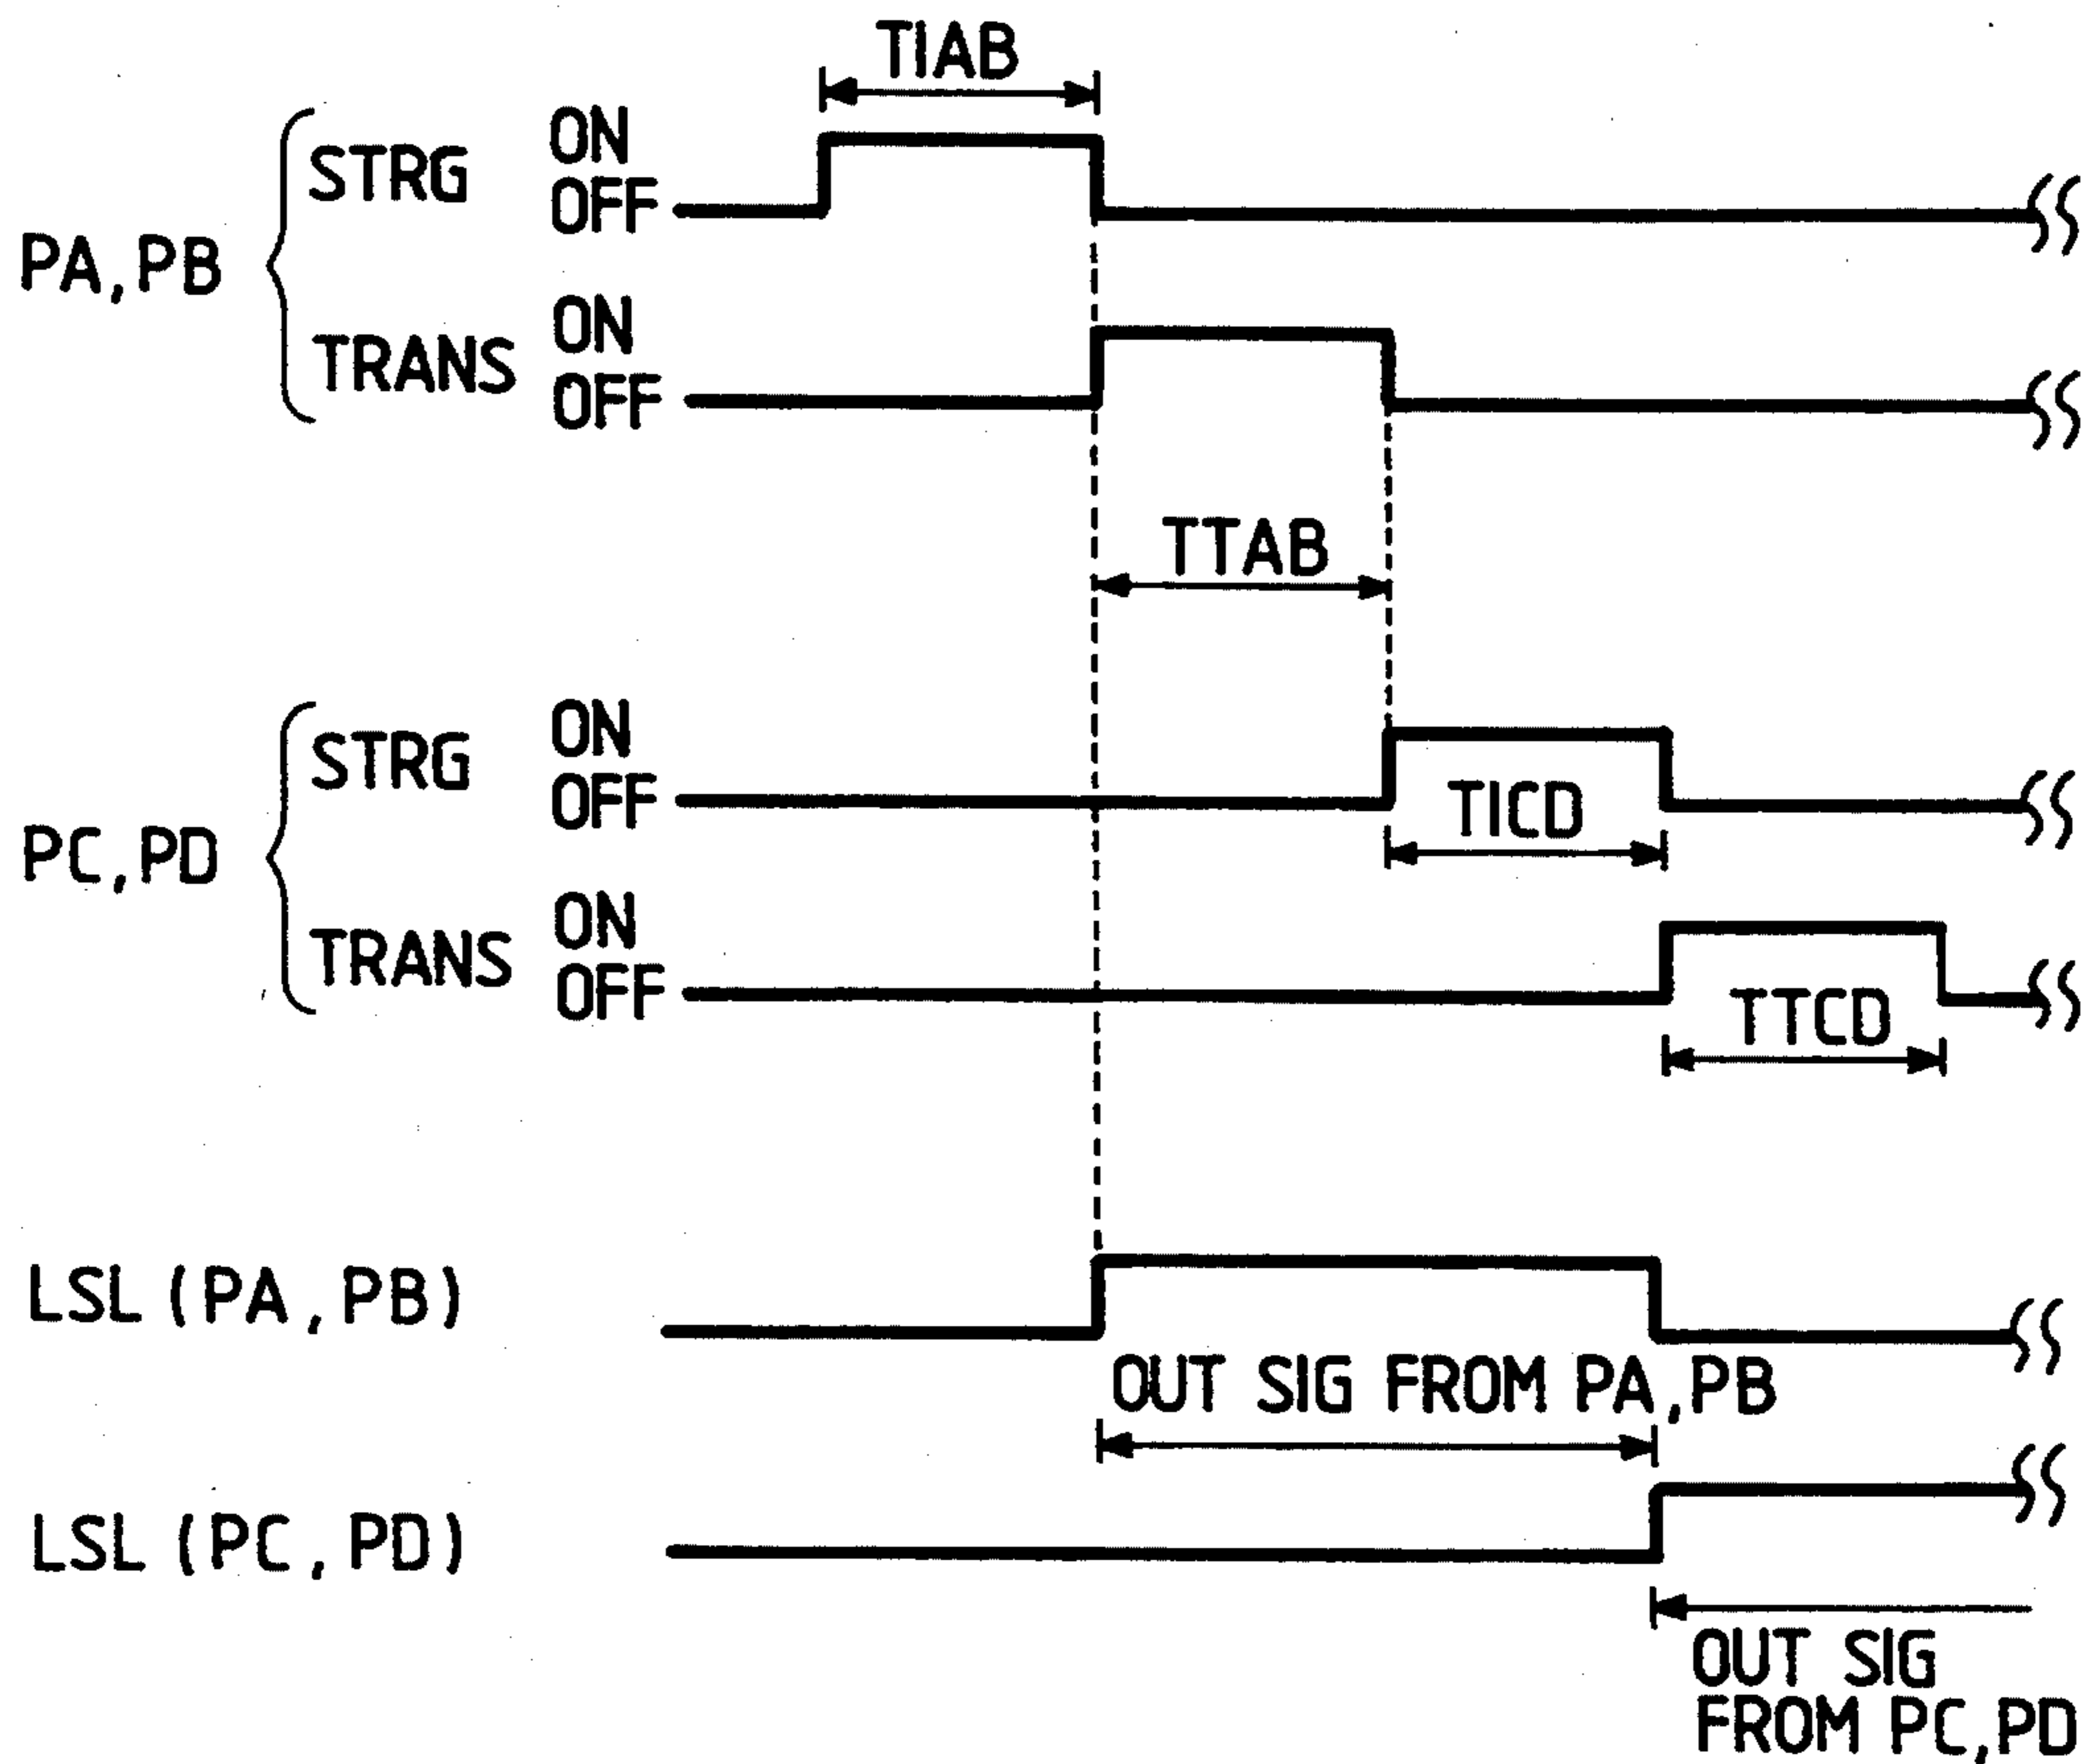 TIAB
PA,PB
STRG ON
OFF
TRANS ON
OFF
TTAB
PC,PD
STRG ON
OFF
TICD
TRANS ON
OFF
TTCD
LSL (PA,PB)
OUT SIG FROM PA,PB
LSL (PC,PD)
OUT SIG
FROM PC,PD